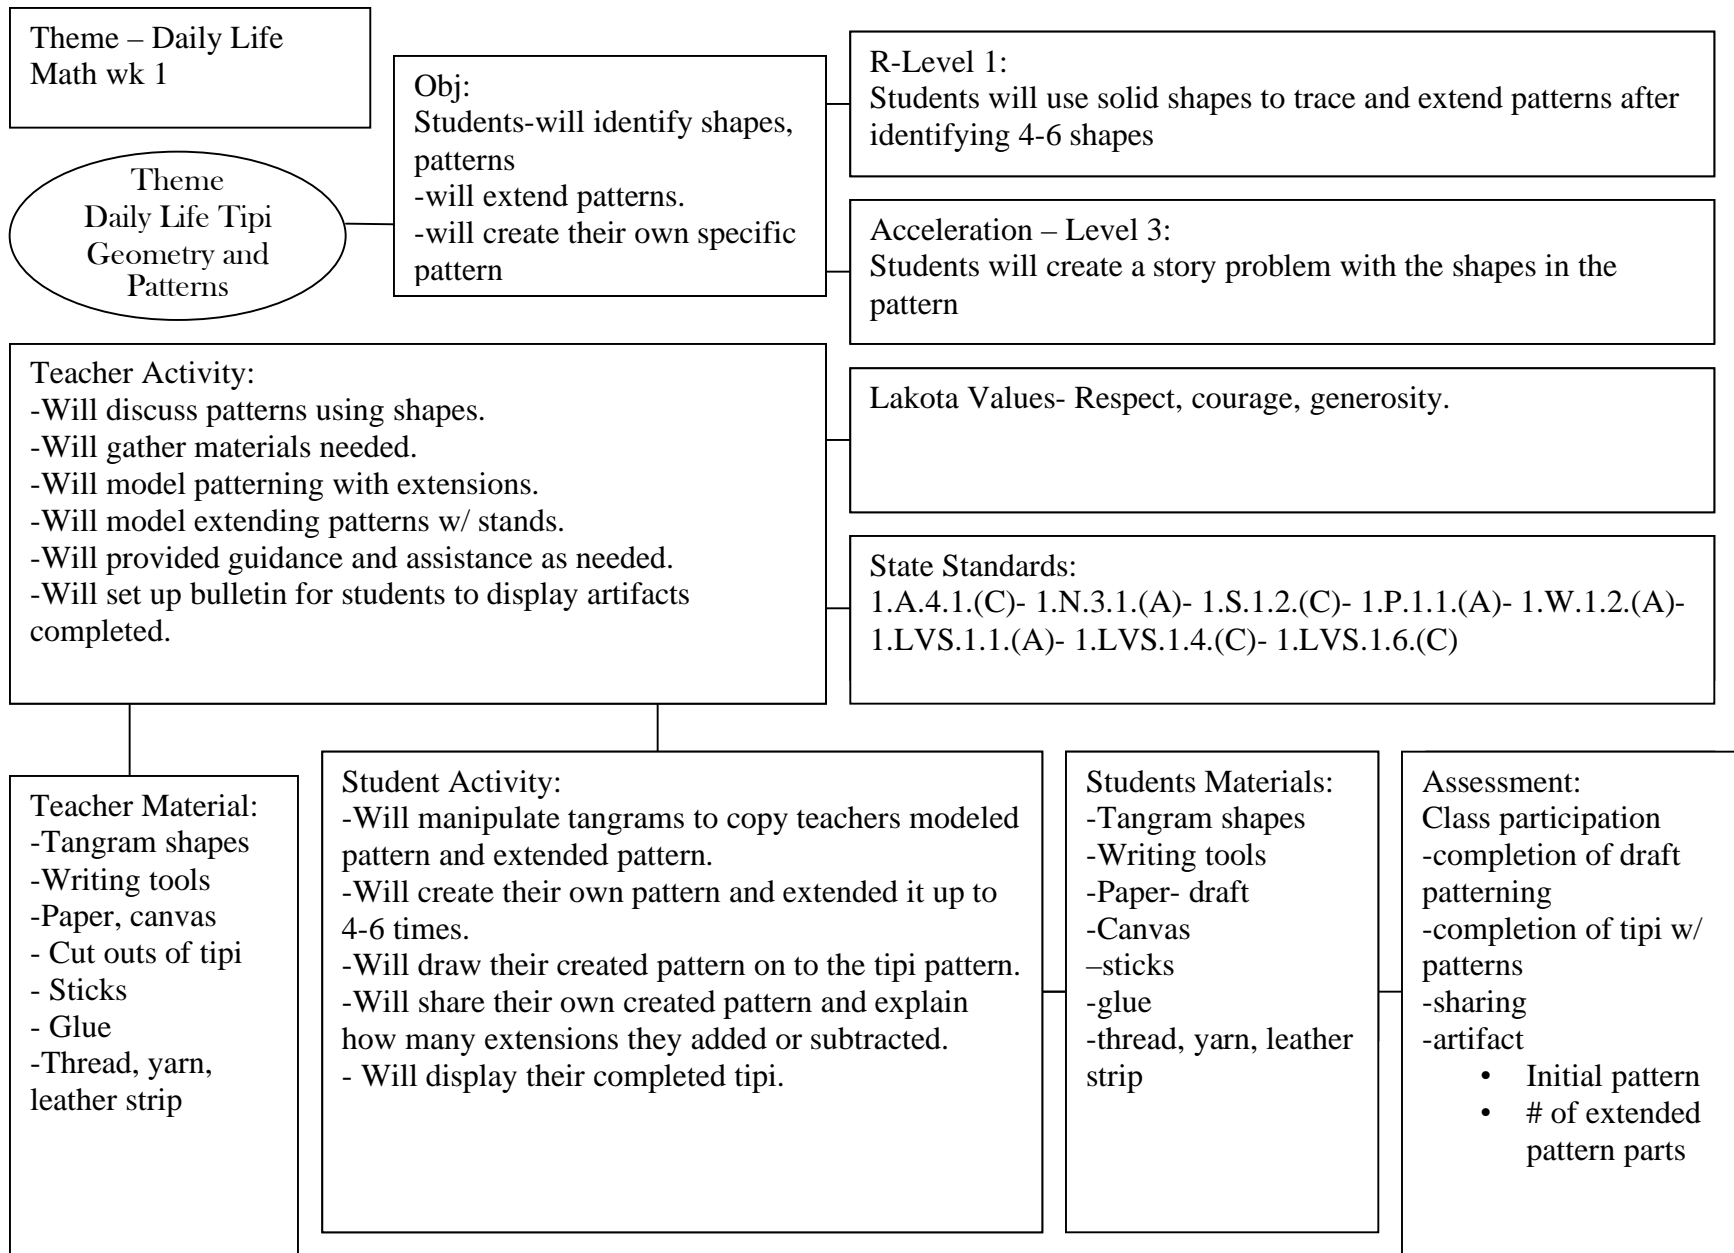 Theme – Daily Life
Math wk 1
Theme
Daily Life Tipi
Geometry and
Patterns
Obj:
Students-will identify shapes,
patterns
-will extend patterns.
-will create their own specific
pattern
R-Level 1:
Students will use solid shapes to trace and extend patterns after
identifying 4-6 shapes
Acceleration – Level 3:
Students will create a story problem with the shapes in the
pattern
Teacher Activity:
-Will discuss patterns using shapes.
-Will gather materials needed.
-Will model patterning with extensions.
-Will model extending patterns w/ stands.
-Will provided guidance and assistance as needed.
-Will set up bulletin for students to display artifacts
completed.
Lakota Values- Respect, courage, generosity.
State Standards:
1.A.4.1.(C)- 1.N.3.1.(A)- 1.S.1.2.(C)- 1.P.1.1.(A)- 1.W.1.2.(A)-
1.LVS.1.1.(A)- 1.LVS.1.4.(C)- 1.LVS.1.6.(C)
Teacher Material:
-Tangram shapes
-Writing tools
-Paper, canvas
- Cut outs of tipi
- Sticks
- Glue
-Thread, yarn,
leather strip
Student Activity:
-Will manipulate tangrams to copy teachers modeled
pattern and extended pattern.
-Will create their own pattern and extended it up to
4-6 times.
-Will draw their created pattern on to the tipi pattern.
-Will share their own created pattern and explain
how many extensions they added or subtracted.
- Will display their completed tipi.
Students Materials:
-Tangram shapes
-Writing tools
-Paper- draft
-Canvas
–sticks
-glue
-thread, yarn, leather
strip
Assessment:
Class participation
-completion of draft
patterning
-completion of tipi w/
patterns
-sharing
-artifact
• Initial pattern
• # of extended
pattern parts